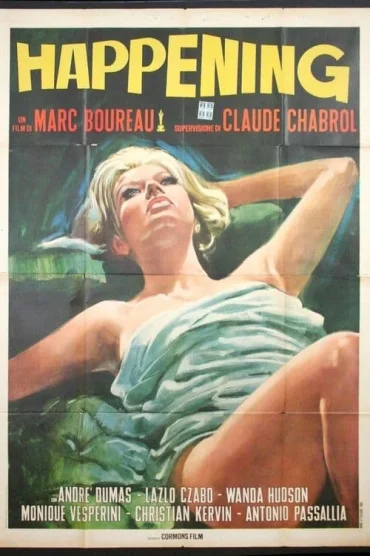 HAPPENING
UN FILM DI MARC BOUREAU SUPERVISIONE DI CLAUDE CHABROL
CON ANDRE' DUMAS - LAZLO CZABO - WANDA HUDSON
MONIQUE VESPERINI - CHRISTIAN KERVIN - ANTONIO PASSALLIA
CORMONS FILM